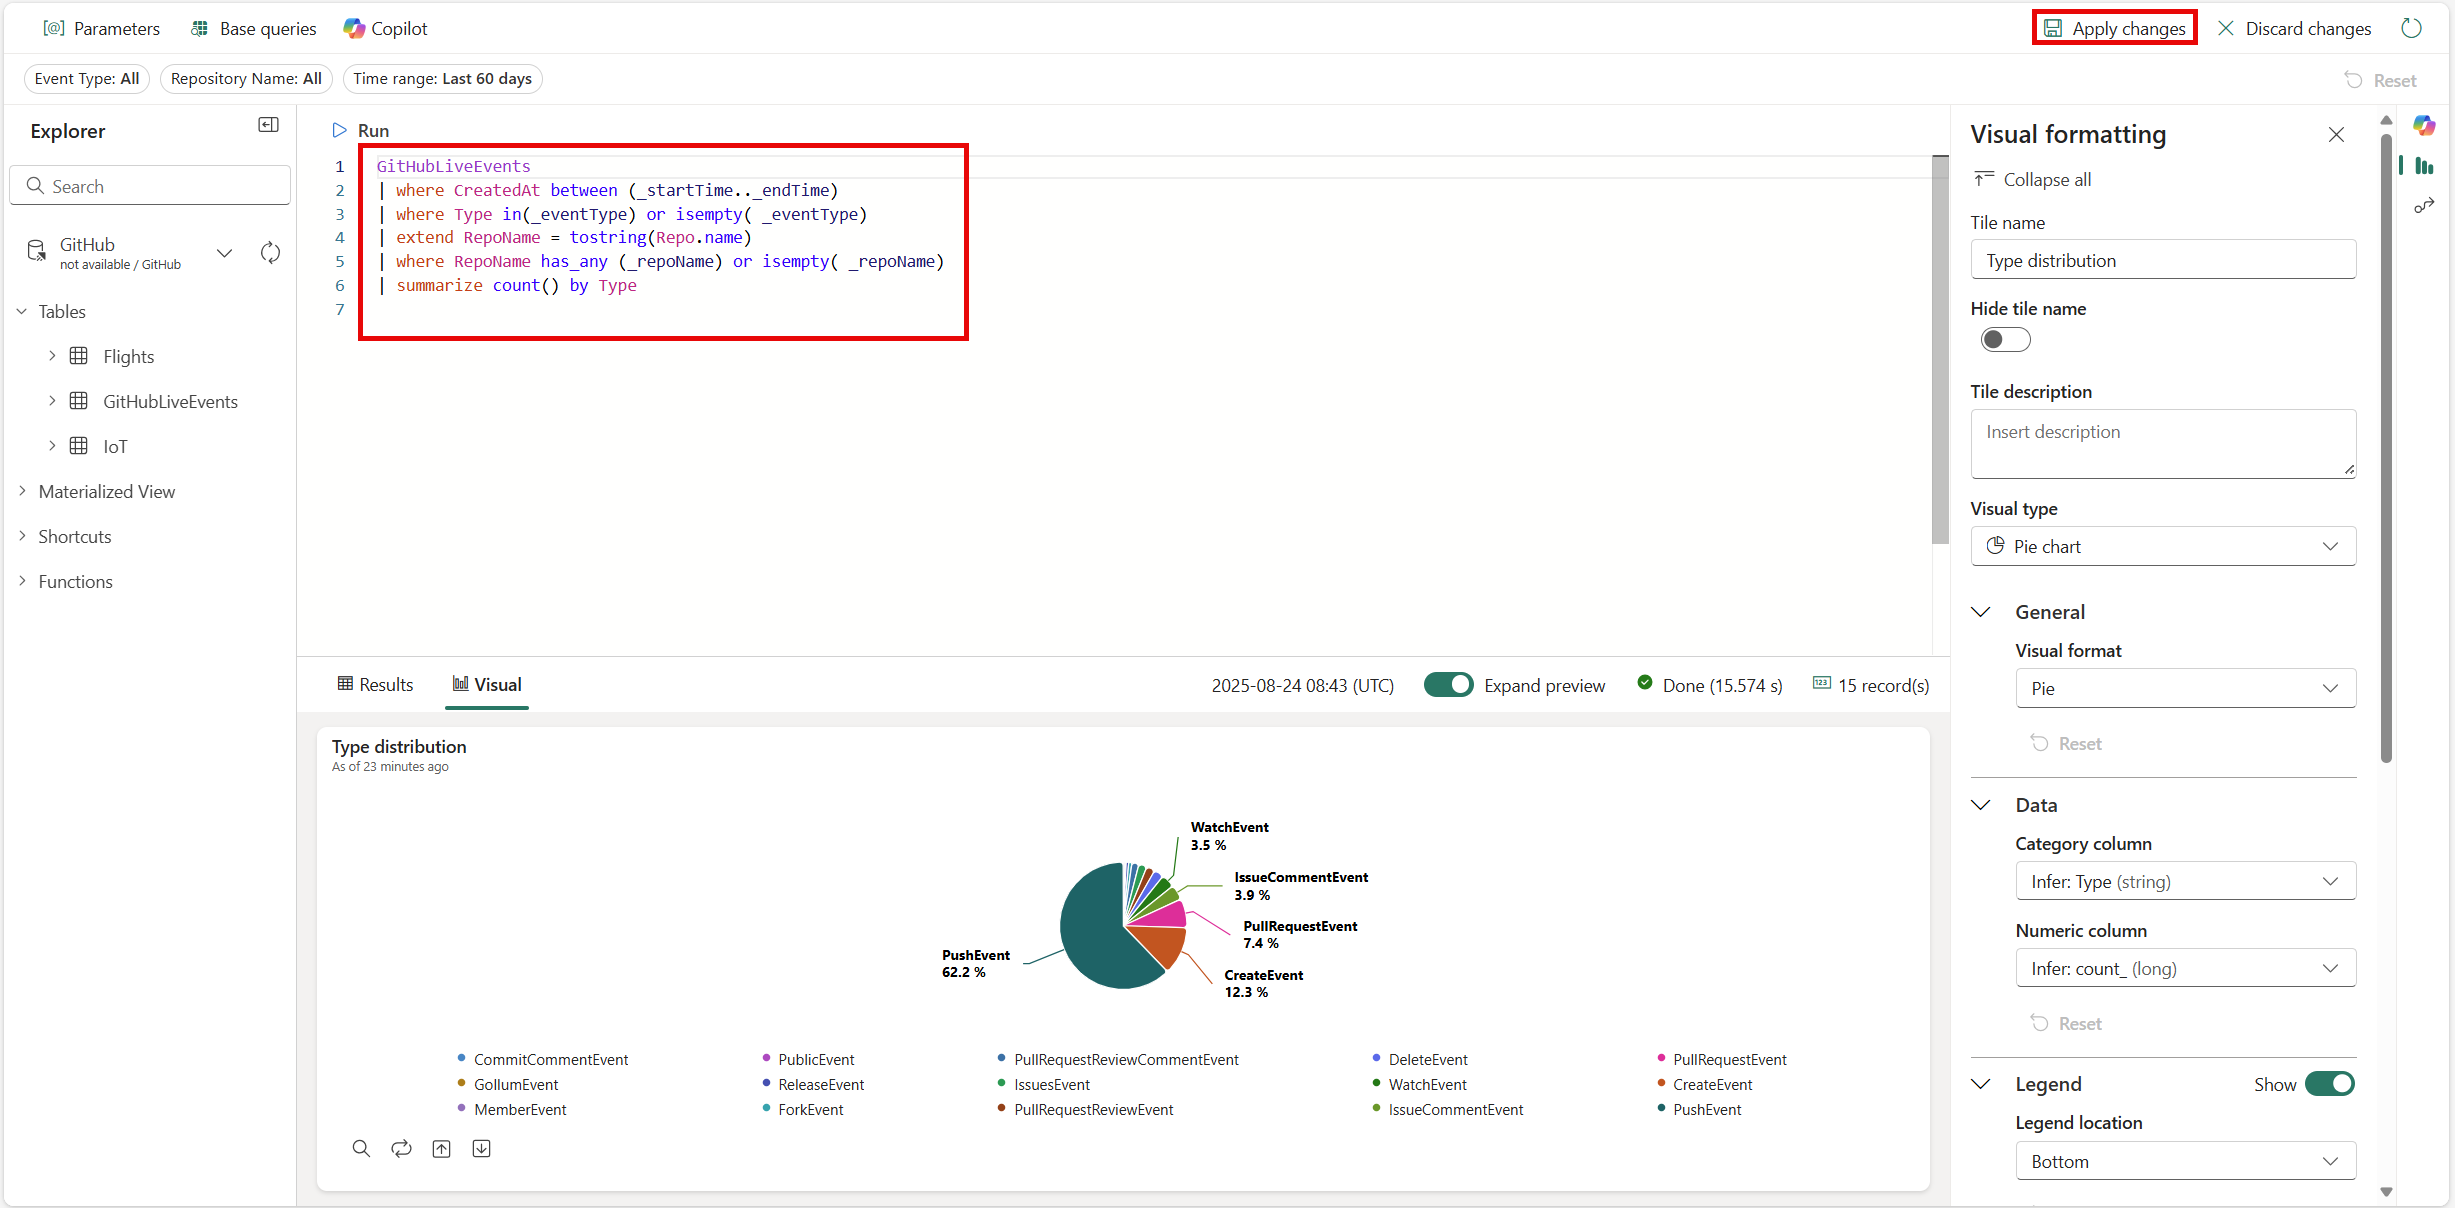 Parameters
Base queries
Copilot
Apply changes
Discard changes
Event Type: All
Repository Name: All
Time range: Last 60 days
Reset
Explorer
Search
GitHub
not available / GitHub
Tables
Flights
GitHubLiveEvents
IoT
Materialized View
Shortcuts
Functions
Run
1 GitHubLiveEvents
2 | where CreatedAt between (_startTime.._endTime)
3 | where Type in(_eventType) or isempty( _eventType)
4 | extend RepoName = tostring(Repo.name)
5 | where RepoName has_any (_repoName) or isempty( _repoName)
6 | summarize count() by Type
7
Results
Visual
2025-08-24 08:43 (UTC)
Expand preview
Done (15.574 s)
123
15 record(s)
Type distribution
As of 23 minutes ago
WatchEvent
3.5 %
IssueCommentEvent
3.9 %
PullRequestEvent
7.4 %
PushEvent
62.2 %
CreateEvent
12.3 %
CommitCommentEvent
PublicEvent
PullRequestReviewCommentEvent
DeleteEvent
PullRequestEvent
GollumEvent
ReleaseEvent
IssuesEvent
WatchEvent
CreateEvent
MemberEvent
ForkEvent
PullRequestReviewEvent
IssueCommentEvent
PushEvent
Visual formatting
Collapse all
Tile name
Type distribution
Hide tile name
Tile description
Insert description
Visual type
Pie chart
General
Visual format
Pie
Reset
Data
Category column
Infer: Type (string)
Numeric column
Infer: count_ (long)
Reset
Legend
Show
Legend location
Bottom